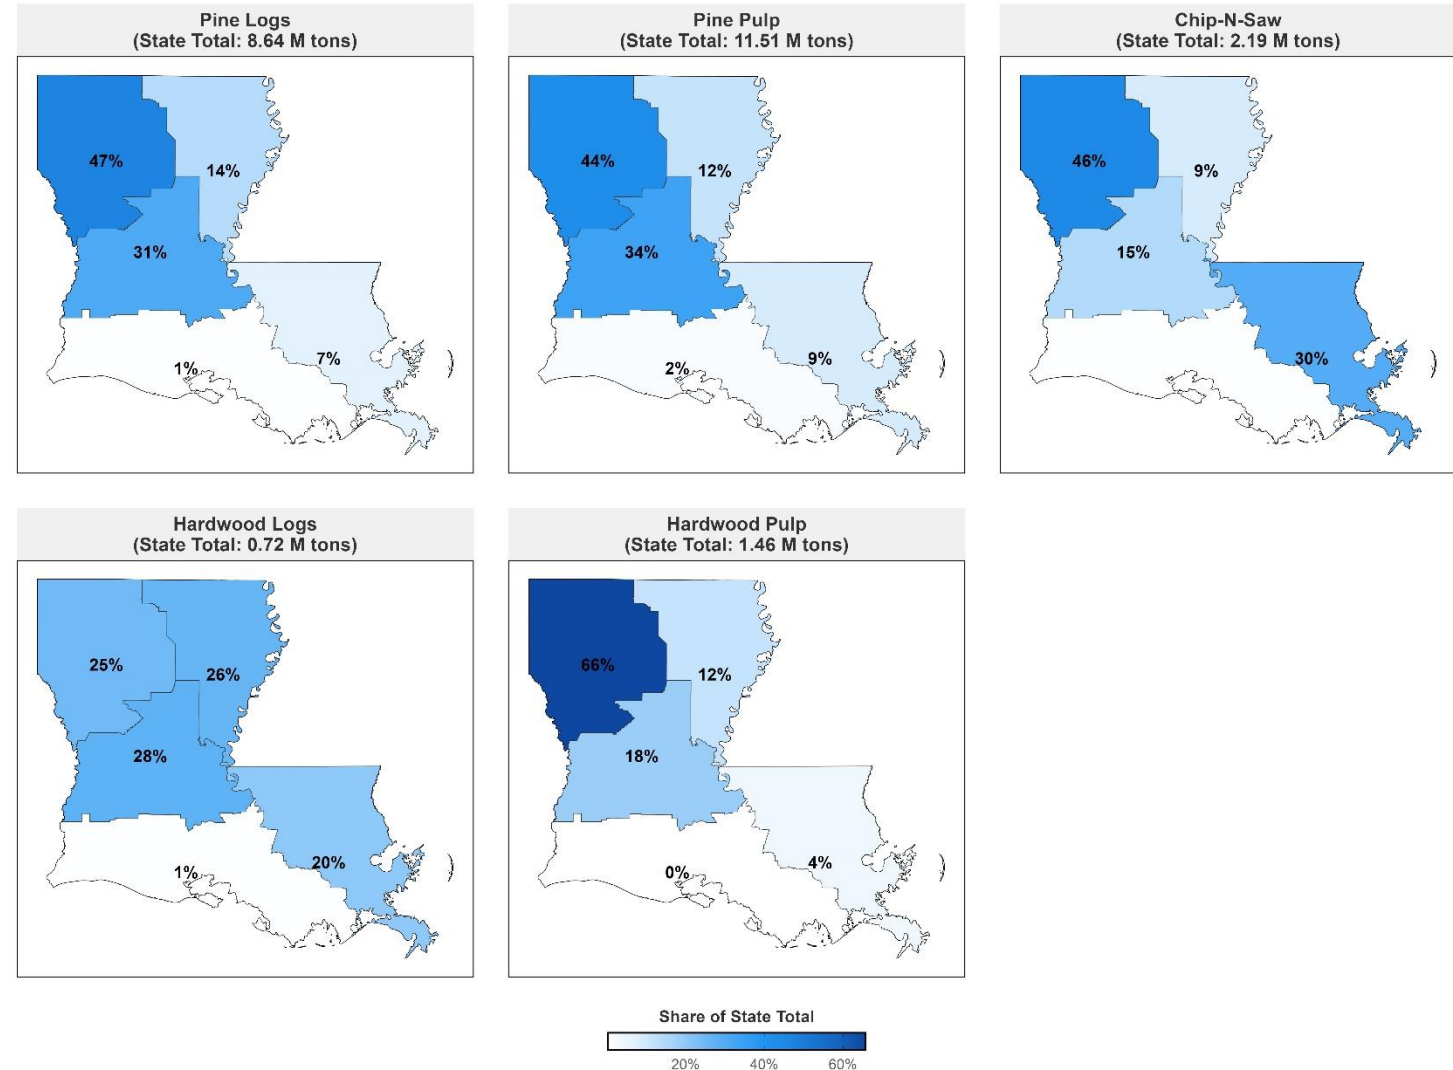 Pine Logs
(State Total: 8.64 M tons)
47%
14%
31%
1%
7%
Pine Pulp
(State Total: 11.51 M tons)
44%
12%
34%
2%
9%
Chip-N-Saw
(State Total: 2.19 M tons)
46%
9%
15%
30%
Hardwood Logs
(State Total: 0.72 M tons)
25%
26%
28%
1%
20%
Hardwood Pulp
(State Total: 1.46 M tons)
66%
12%
18%
0%
4%
Share of State Total
20% 40% 60%